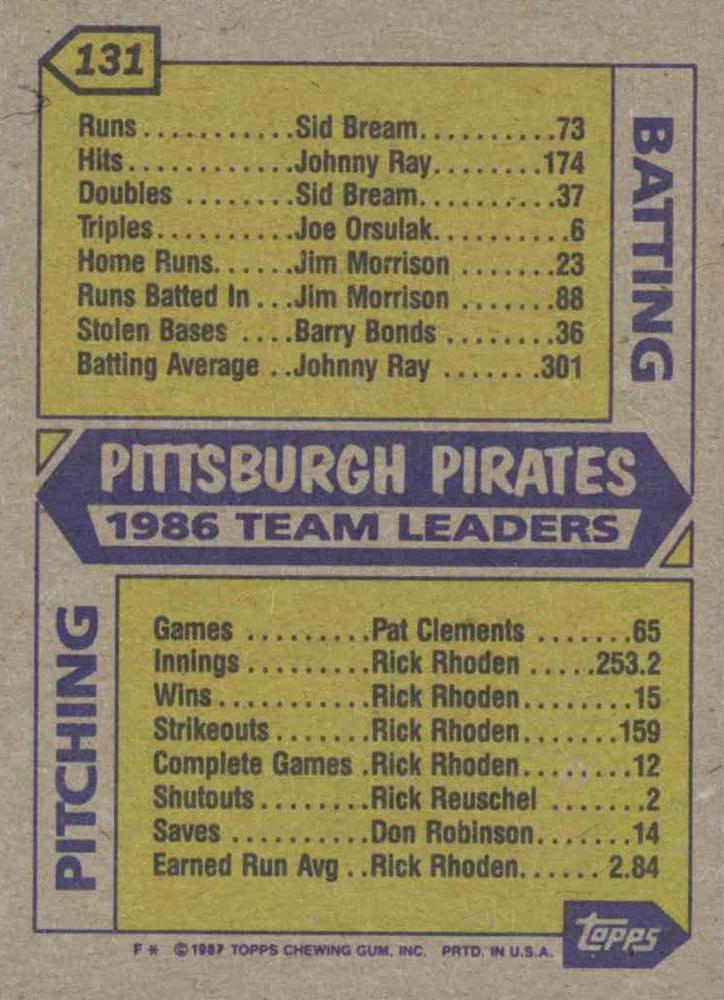 131
BATTING
Runs...........Sid Bream..........73
Hits............Johnny Ray........174
Doubles ........Sid Bream..........37
Triples..........Joe Orsulak..........6
Home Runs......Jim Morrison .......23
Runs Batted In ...Jim Morrison .......88
Stolen Bases ....Barry Bonds ........36
Batting Average ..Johnny Ray .......301
PITTSBURGH PIRATES
1986 TEAM LEADERS
PITCHING
Games .........Pat Clements .......65
Innings.........Rick Rhoden .....253.2
Wins...........Rick Rhoden........15
Strikeouts.......Rick Rhoden.......159
Complete Games .Rick Rhoden........12
Shutouts........Rick Reuschel .......2
Saves ..........Don Robinson.......14
Earned Run Avg ..Rick Rhoden...... 2.84
F * © 1987 TOPPS CHEWING GUM, INC. PRTD. IN U.S.A.
Topps